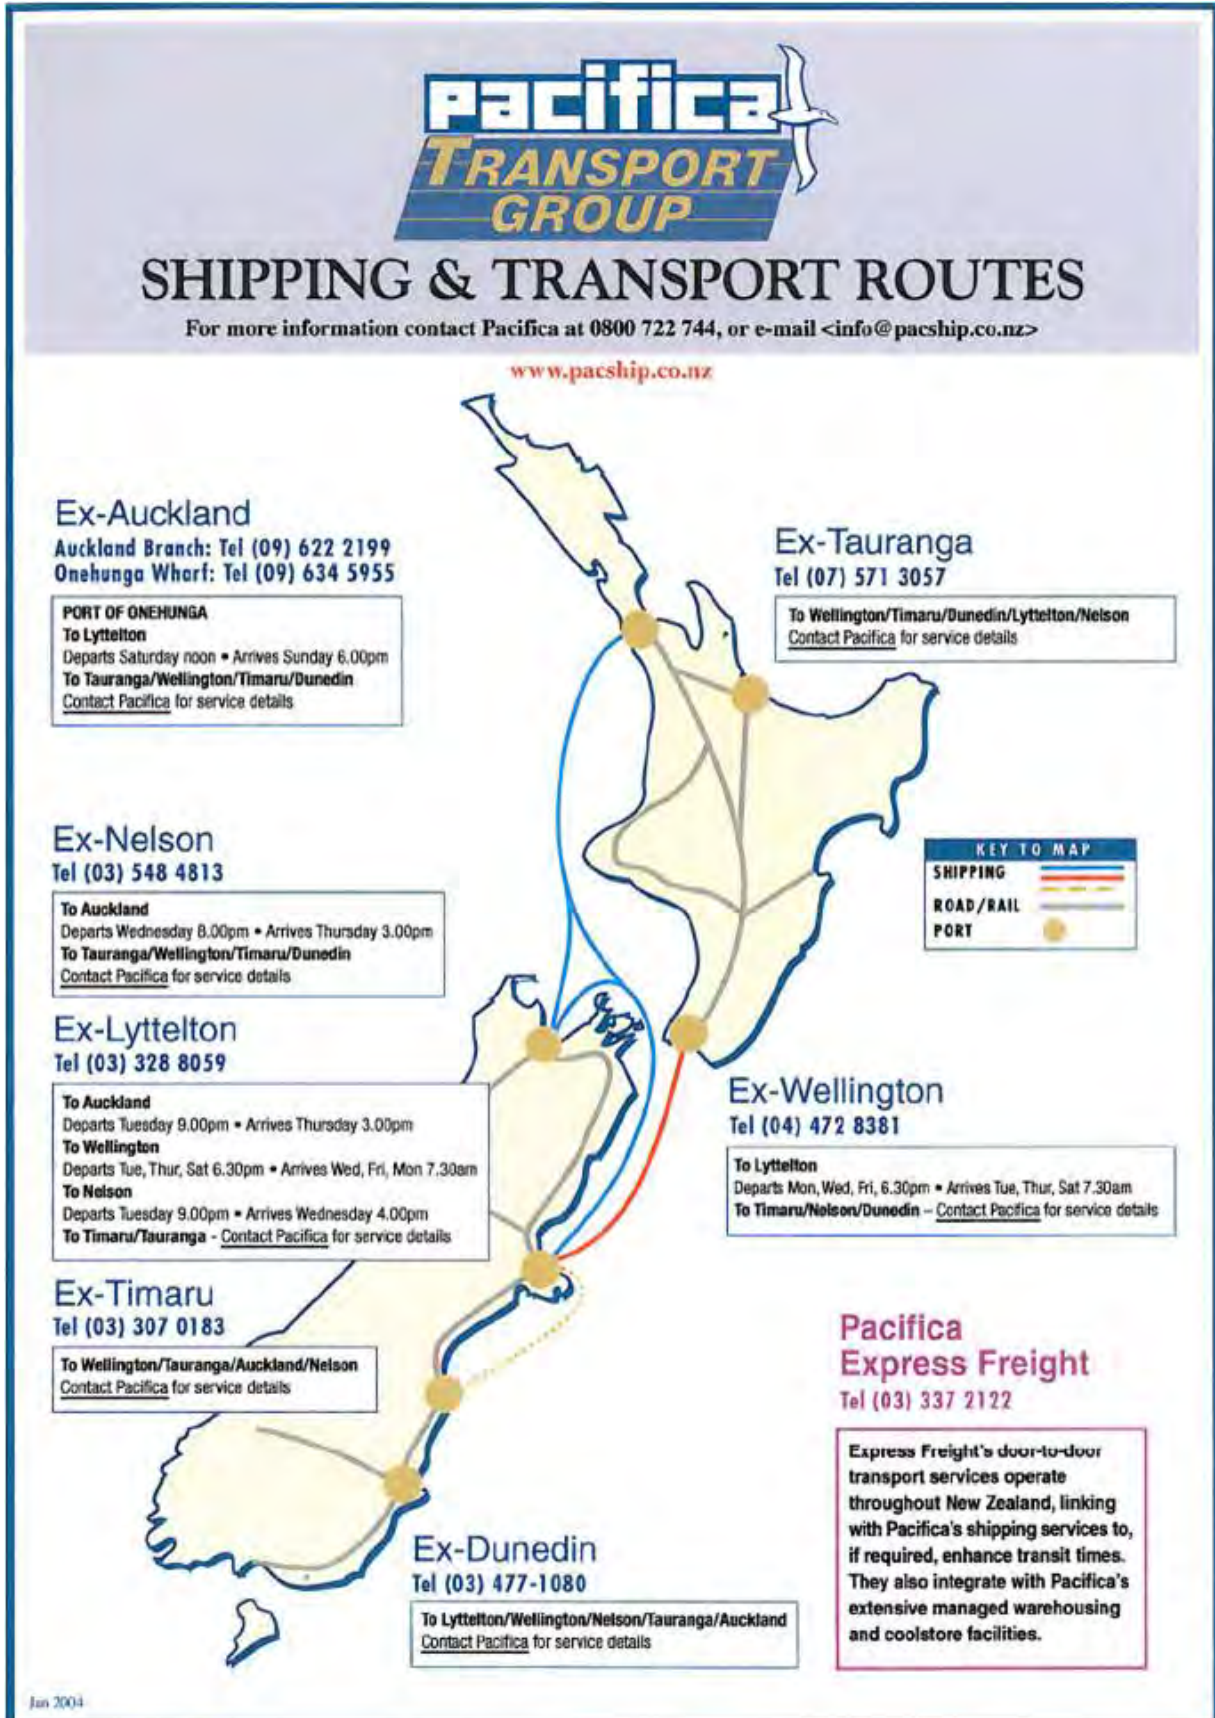 pacifica
TRANSPORT
GROUP
SHIPPING & TRANSPORT ROUTES
For more information contact Pacifica at 0800 722 744, or e-mail <info@pacship.co.nz>
www.pacship.co.nz
Ex-Auckland
Auckland Branch: Tel (09) 622 2199
Onehunga Wharf: Tel (09) 634 5955
PORT OF ONEHUNGA
To Lyttelton
Departs Saturday noon • Arrives Sunday 6.00pm
To Tauranga/Wellington/Timaru/Dunedin
Contact Pacifica for service details
Ex-Tauranga
Tel (07) 571 3057
To Wellington/Timaru/Dunedin/Lyttelton/Nelson
Contact Pacifica for service details
Ex-Nelson
Tel (03) 548 4813
To Auckland
Departs Wednesday 8.00pm • Arrives Thursday 3.00pm
To Tauranga/Wellington/Timaru/Dunedin
Contact Pacifica for service details
KEY TO MAP
SHIPPING
ROAD/RAIL
PORT
Ex-Lyttelton
Tel (03) 328 8059
To Auckland
Departs Tuesday 9.00pm • Arrives Thursday 3.00pm
To Wellington
Departs Tue, Thur, Sat 6.30pm • Arrives Wed, Fri, Mon 7.30am
To Nelson
Departs Tuesday 9.00pm • Arrives Wednesday 4.00pm
To Timaru/Tauranga - Contact Pacifica for service details
Ex-Wellington
Tel (04) 472 8381
To Lyttelton
Departs Mon, Wed, Fri, 6.30pm • Arrives Tue, Thur, Sat 7.30am
To Timaru/Nelson/Dunedin – Contact Pacifica for service details
Ex-Timaru
Tel (03) 307 0183
To Wellington/Tauranga/Auckland/Nelson
Contact Pacifica for service details
Pacifica
Express Freight
Tel (03) 337 2122
Express Freight's door-to-door
transport services operate
throughout New Zealand, linking
with Pacifica's shipping services to,
if required, enhance transit times.
They also integrate with Pacifica's
extensive managed warehousing
and coolstore facilities.
Ex-Dunedin
Tel (03) 477-1080
To Lyttelton/Wellington/Nelson/Tauranga/Auckland
Contact Pacifica for service details
Jan 2004